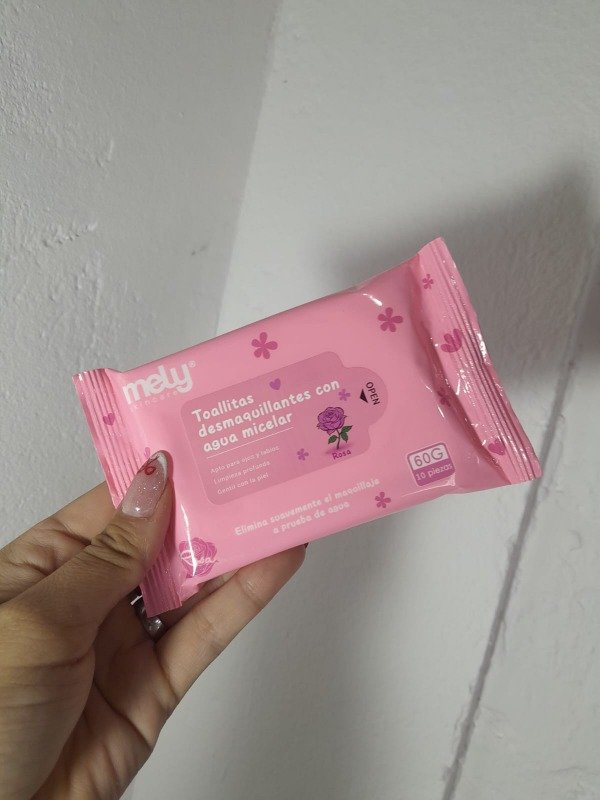 mely®
skincare
Toallitas
desmaquillantes con
agua micelar
Apto para ojos y labios
Limpieza profunda
Gentil con la piel
OPEN
Rosa
60G
10 piezas
Elimina suavemente el maquillaje
a prueba de agua